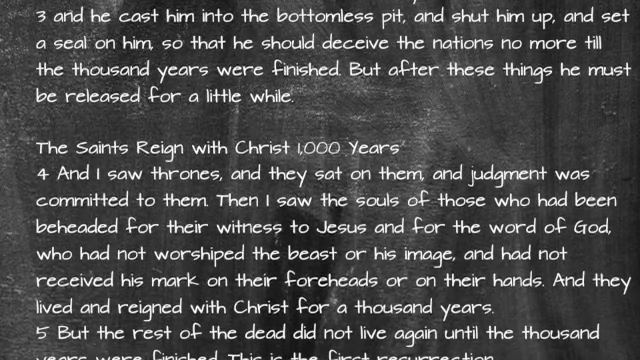 3 and he cast him into the bottomless pit, and shut him up, and set
a seal on him, so that he should deceive the nations no more till
the thousand years were finished. But after these things he must
be released for a little while.
The Saints Reign with Christ 1,000 Years
4 And I saw thrones, and they sat on them, and judgment was
committed to them. Then I saw the souls of those who had been
beheaded for their witness to Jesus and for the word of God,
who had not worshiped the beast or his image, and had not
received his mark on their foreheads or on their hands. And they
lived and reigned with Christ for a thousand years.
5 But the rest of the dead did not live again until the thousand
years were finished. This is the first resurrection.